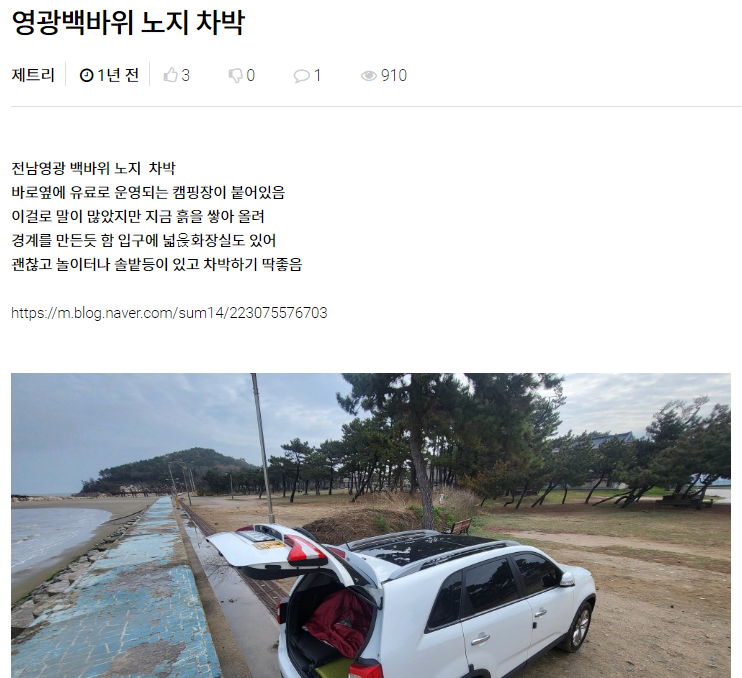 영광백바위 노지 차박
제트리 1년 전 3 0 1 910
전남영광 백바위 노지 차박
바로옆에 유료로 운영되는 캠핑장이 붙어있음
이걸로 말이 많았지만 지금 흙을 쌓아 올려
경계를 만든듯 함 입구에 넓읁화장실도 있어
괜찮고 놀이터나 솔밭등이 있고 차박하기 딱좋음
https://m.blog.naver.com/sum14/223075576703